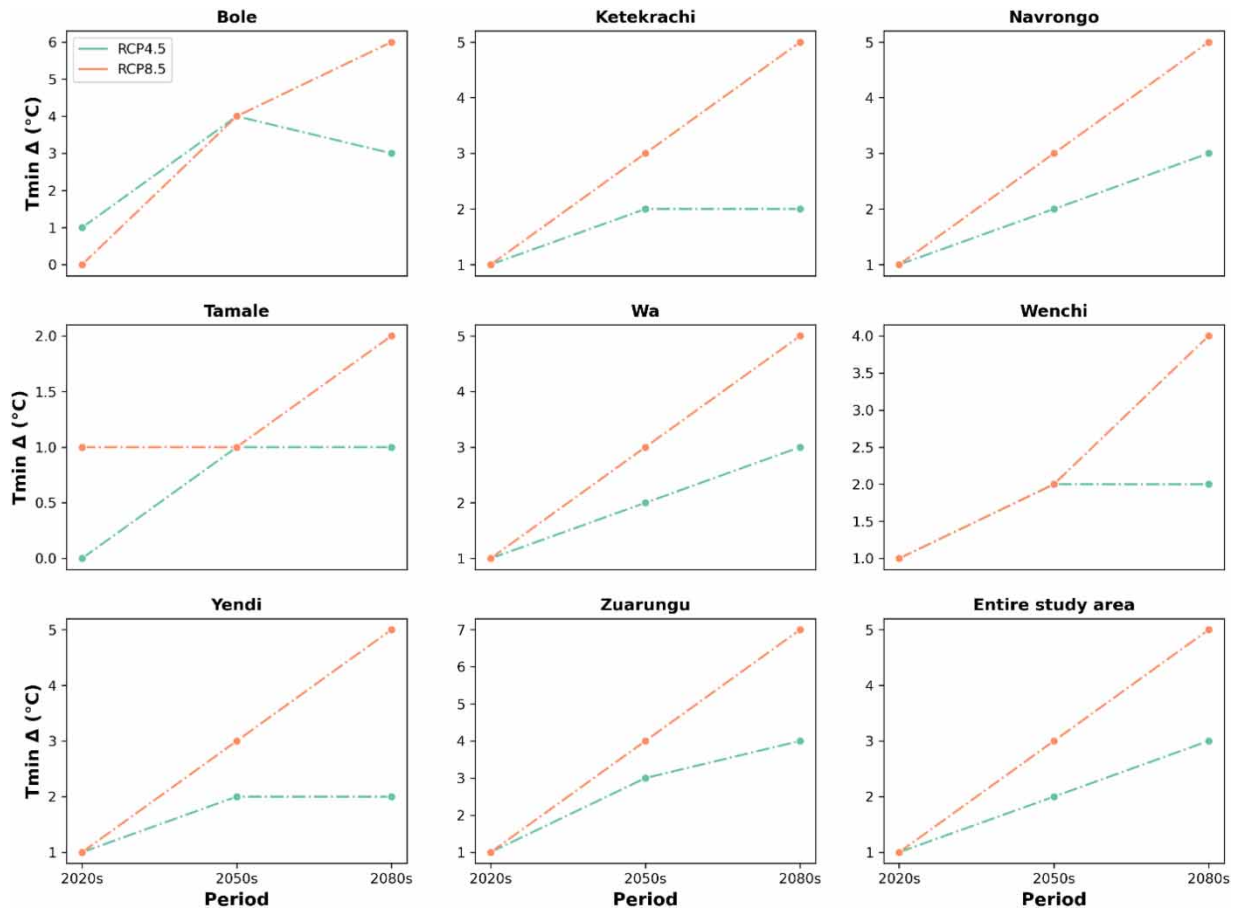 Bole
Ketekrachi
Navrongo
Tmin Δ (°C)
6
5
4
3
2
1
0
RCP4.5
RCP8.5
5
4
3
2
1
5
4
3
2
1
Tamale
Wa
Wenchi
Tmin Δ (°C)
2.0
1.5
1.0
0.5
0.0
5
4
3
2
1
4.0
3.5
3.0
2.5
2.0
1.5
1.0
Yendi
Zuarungu
Entire study area
Tmin Δ (°C)
5
4
3
2
1
7
6
5
4
3
2
1
5
4
3
2
1
2020s 2050s 2080s
2020s 2050s 2080s
2020s 2050s 2080s
Period
Period
Period